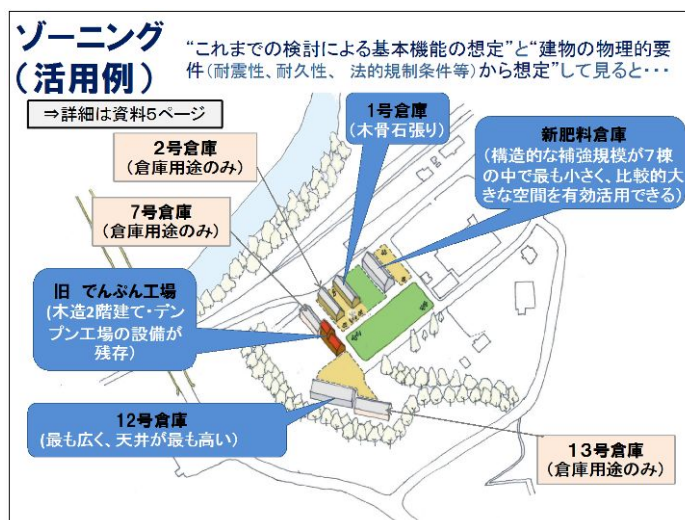 ゾーニング
（活用例）
“これまでの検討による基本機能の想定”と“建物の物理的要
件（耐震性、耐久性、 法的規制条件等）から想定”して見ると・・・
⇒詳細は資料5ページ
1号倉庫
（木骨石張り）
新肥料倉庫
（構造的な補強規模が7棟
の中で最も小さく、比較的大
きな空間を有効活用できる）
2号倉庫
（倉庫用途のみ）
7号倉庫
（倉庫用途のみ）
旧 でんぷん工場
(木造2階建て・デン
プン工場の設備が
残存）
12号倉庫
(最も広く、天井が最も高い）
13号倉庫
（倉庫用途のみ）